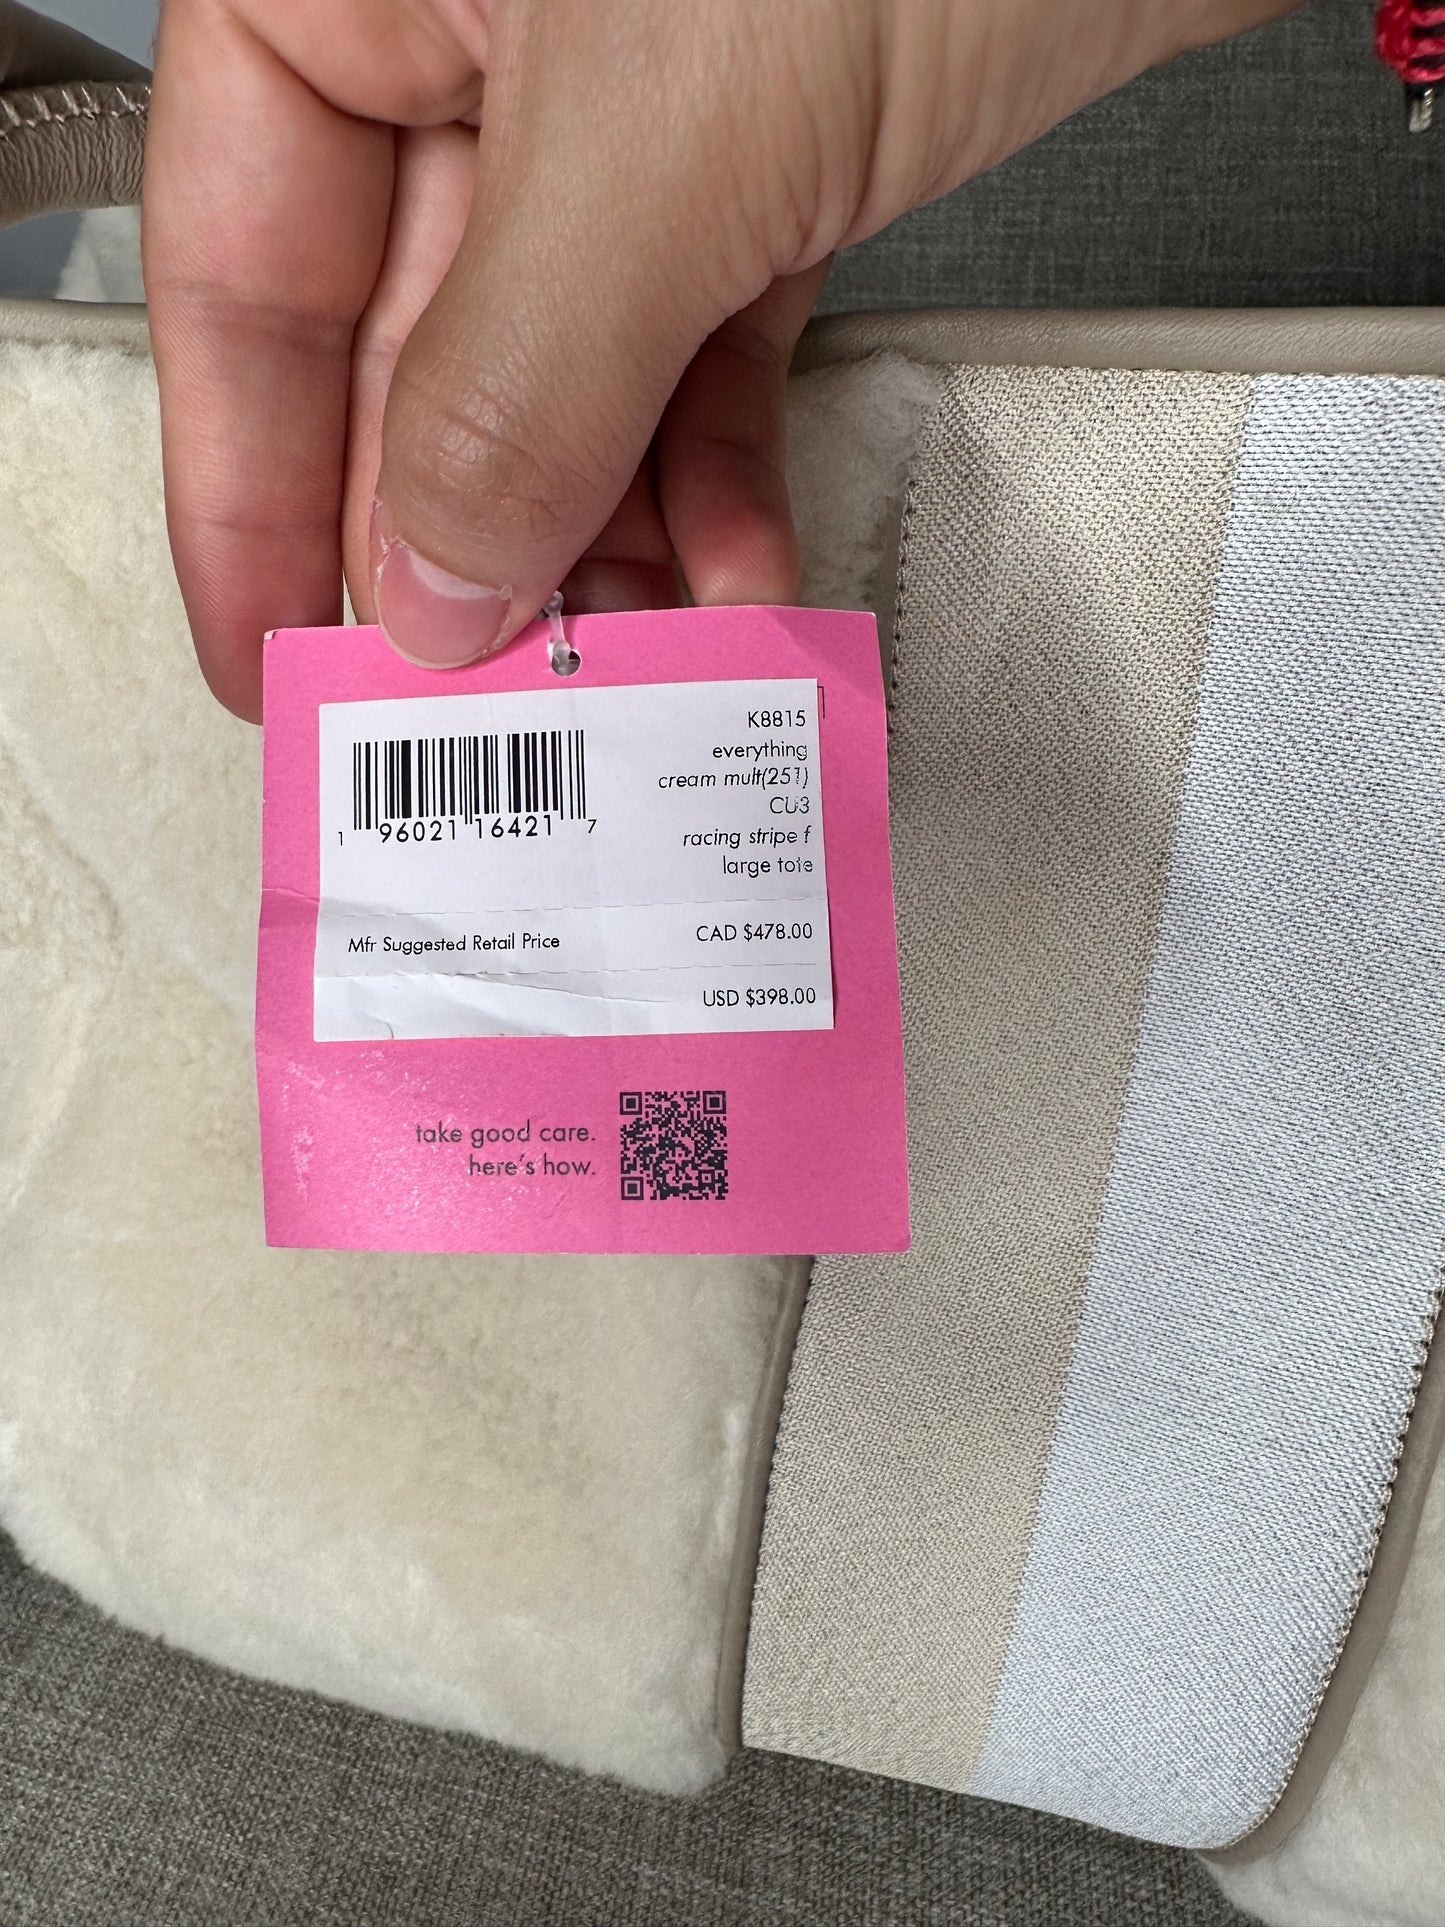 K8815
everything
cream mult(251)
CU3
racing stripe f
large tote
1 96021 16421 7
Mfr Suggested Retail Price CAD $478.00
USD $398.00
take good care.
here's how.